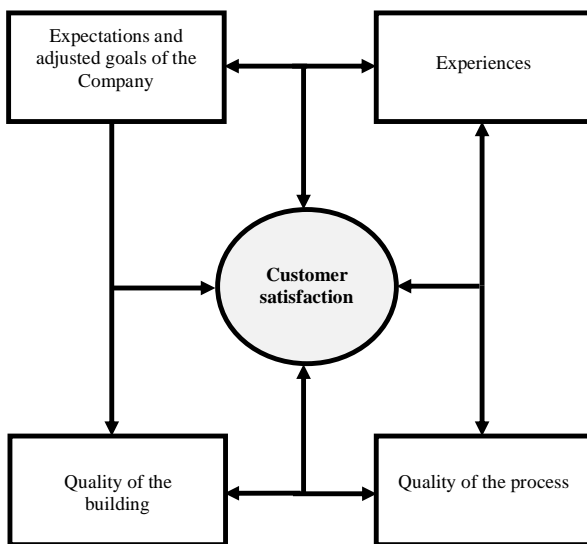 Expectations and
adjusted goals of the
Company
Experiences
Customer
satisfaction
Quality of the
building
Quality of the process